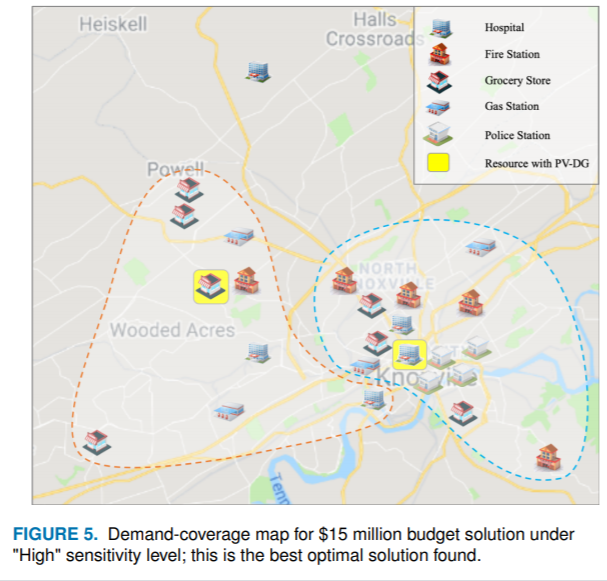 Heiskell
Halls
Crossroads
Hospital
Fire Station
Grocery Store
Gas Station
Police Station
Resource with PV-DG
Powell
NORTH
NOXVILLE
Wooded Acres
Kno
Tenn
FIGURE 5. Demand-coverage map for $15 million budget solution under
"High" sensitivity level; this is the best optimal solution found.